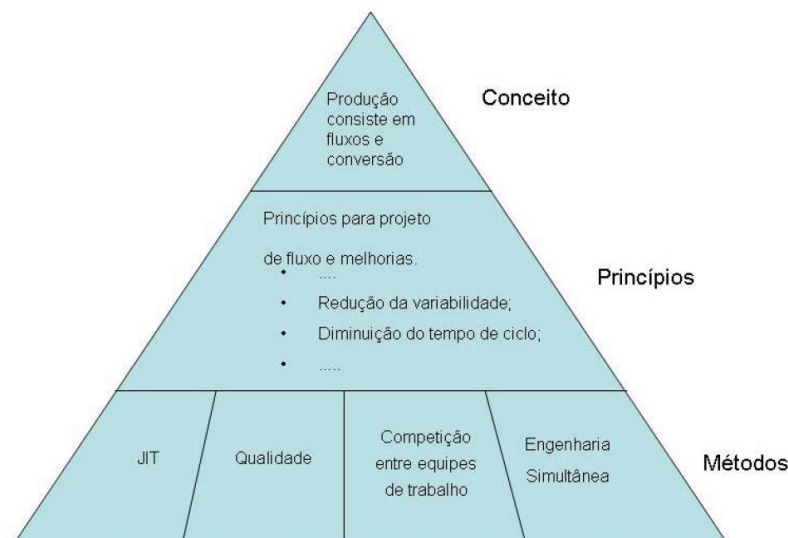 Produção
consiste em
fluxos e
conversão
Conceito
Princípios para projeto
de fluxo e melhorias.
• ....
• Redução da variabilidade;
• Diminuição do tempo de ciclo;
• .....
Princípios
JIT
Qualidade
Competição
entre equipes
de trabalho
Engenharia
Simultânea
Métodos